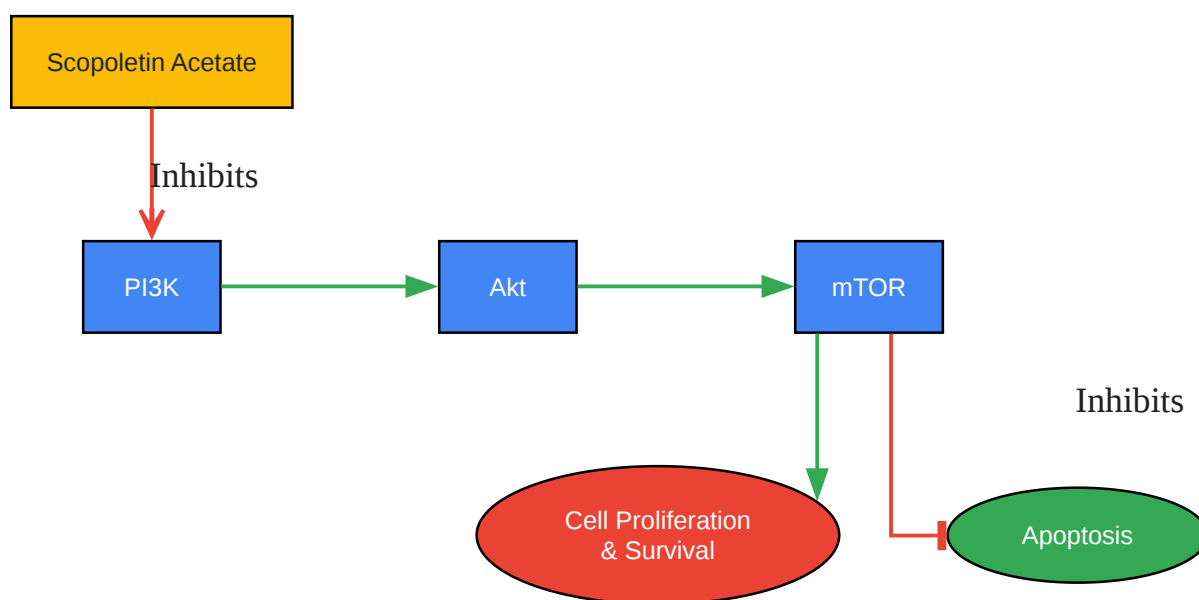 Scopoletin Acetate
Inhibits
PI3K
Akt
mTOR
Inhibits
Cell Proliferation
& Survival
Apoptosis